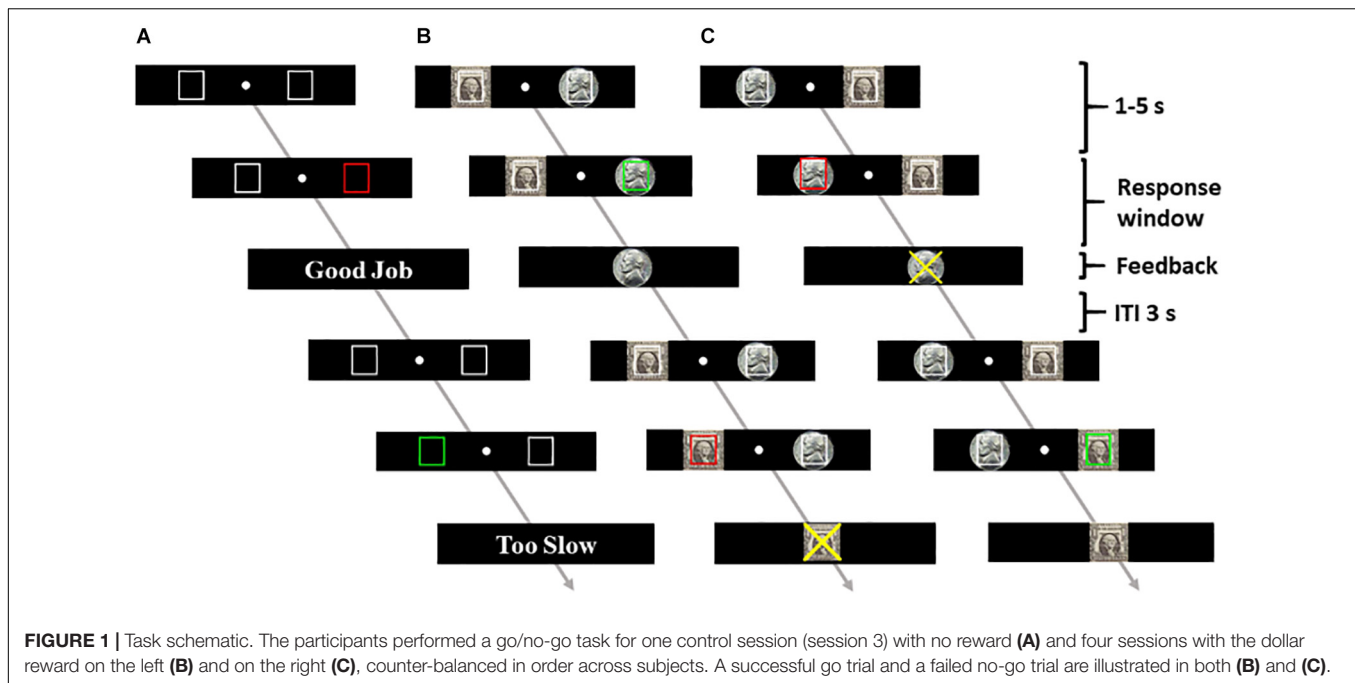 A
B
C
1-5 s
Response
window
Good Job
Feedback
ITI 3 s
Too Slow
FIGURE 1 | Task schematic. The participants performed a go/no-go task for one control session (session 3) with no reward (A) and four sessions with the dollar
reward on the left (B) and on the right (C), counter-balanced in order across subjects. A successful go trial and a failed no-go trial are illustrated in both (B) and (C).